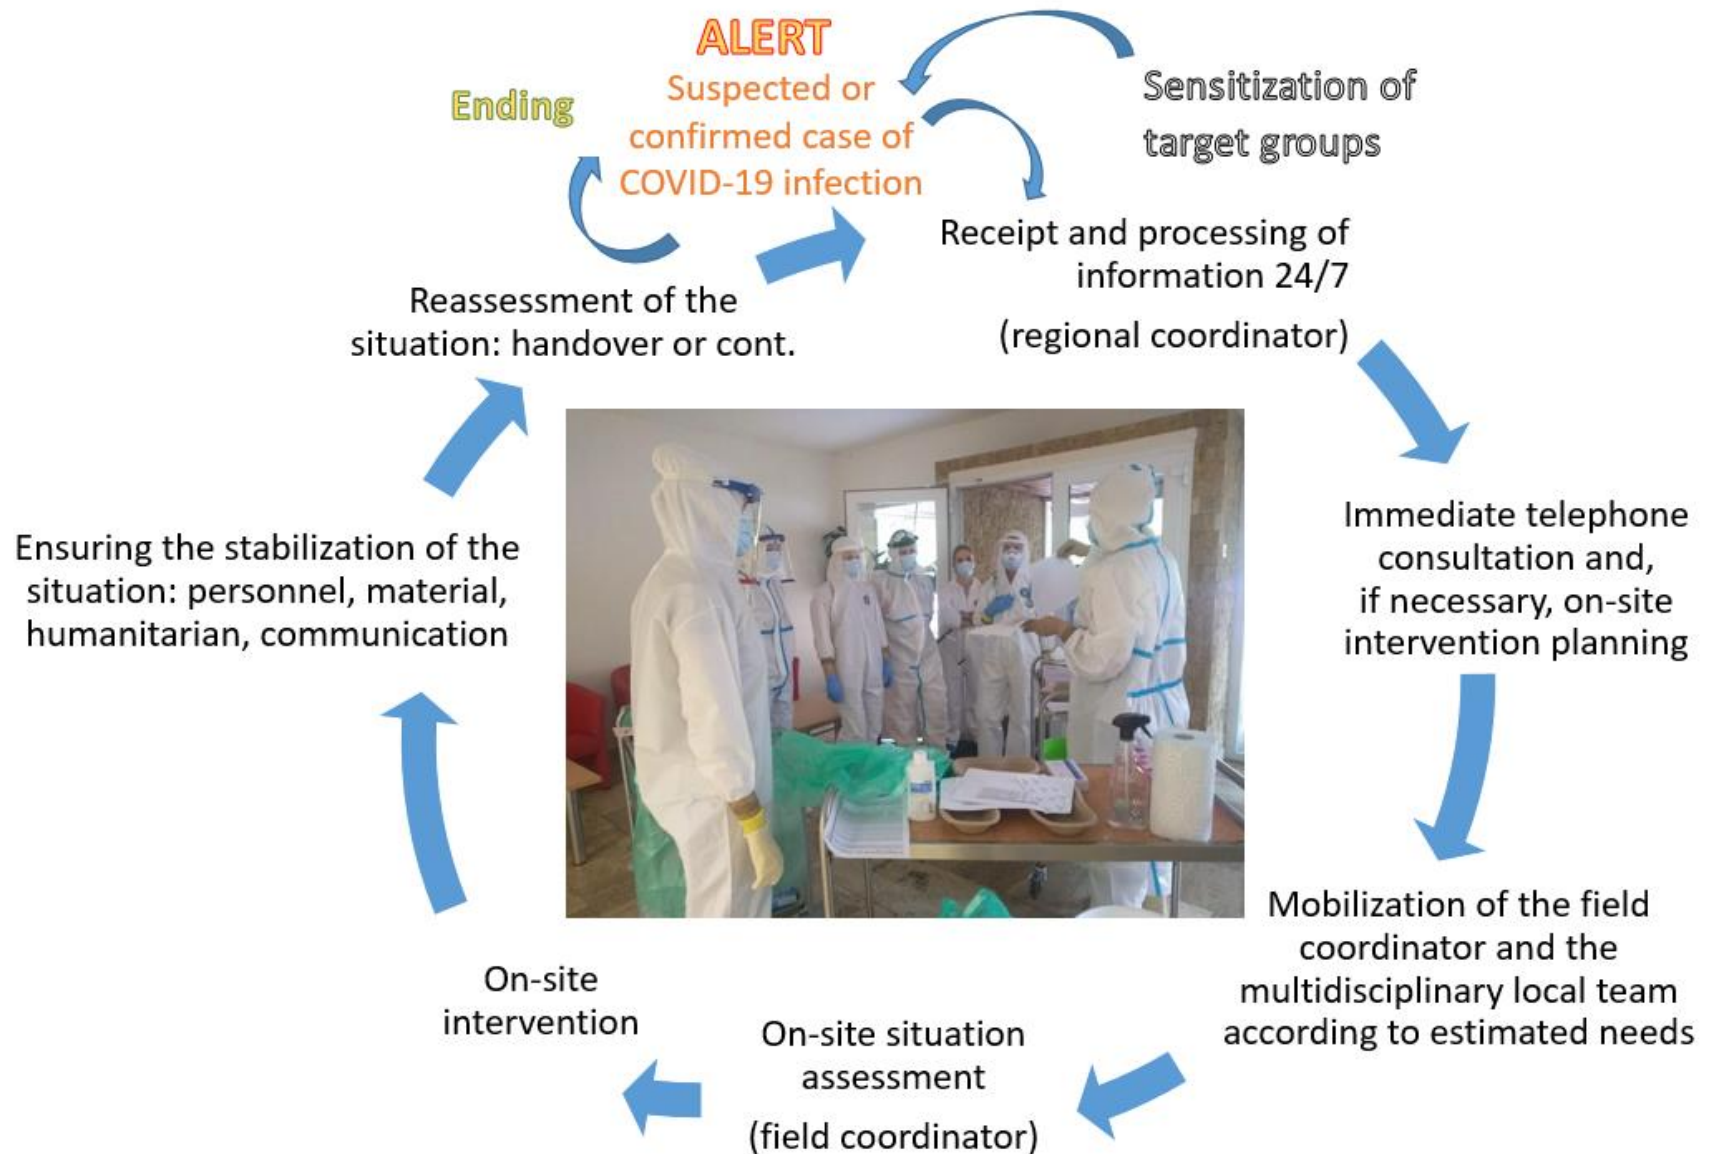 ALERT
Suspected or
confirmed case of
COVID-19 infection
Sensitization of
target groups
Receipt and processing of
information 24/7
(regional coordinator)
Immediate telephone
consultation and,
if necessary, on-site
intervention planning
Mobilization of the field
coordinator and the
multidisciplinary local team
according to estimated needs
On-site situation
assessment
(field coordinator)
On-site
intervention
Ensuring the stabilization of the
situation: personnel, material,
humanitarian, communication
Reassessment of the
situation: handover or cont.
Ending